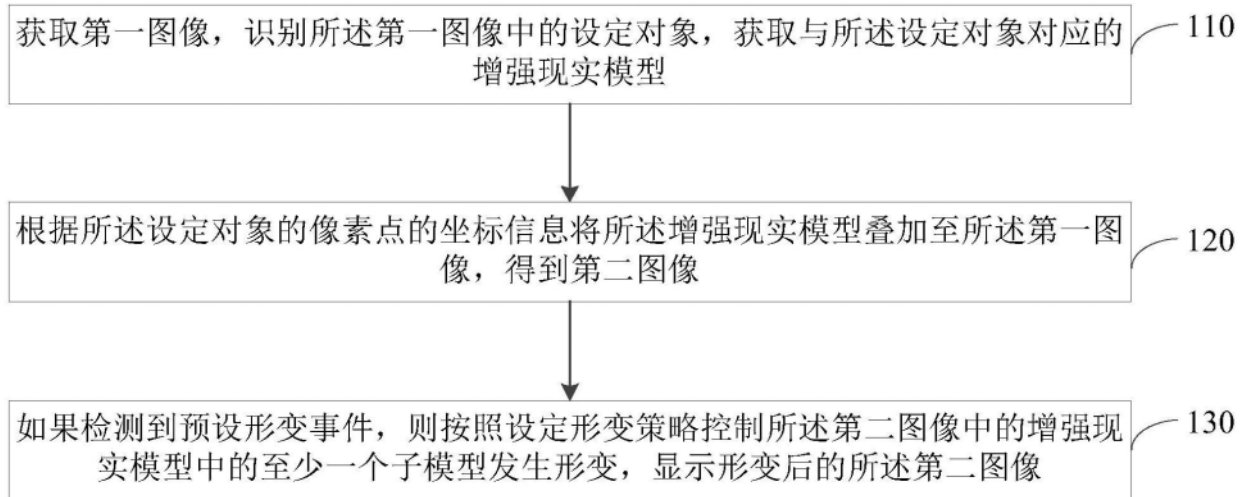 获取第一图像，识别所述第一图像中的设定对象，获取与所述设定对象对应的
增强现实模型
110
根据所述设定对象的像素点的坐标信息将所述增强现实模型叠加至所述第一图
像，得到第二图像
120
如果检测到预设形变事件，则按照设定形变策略控制所述第二图像中的增强现
实模型中的至少一个子模型发生形变，显示形变后的所述第二图像
130